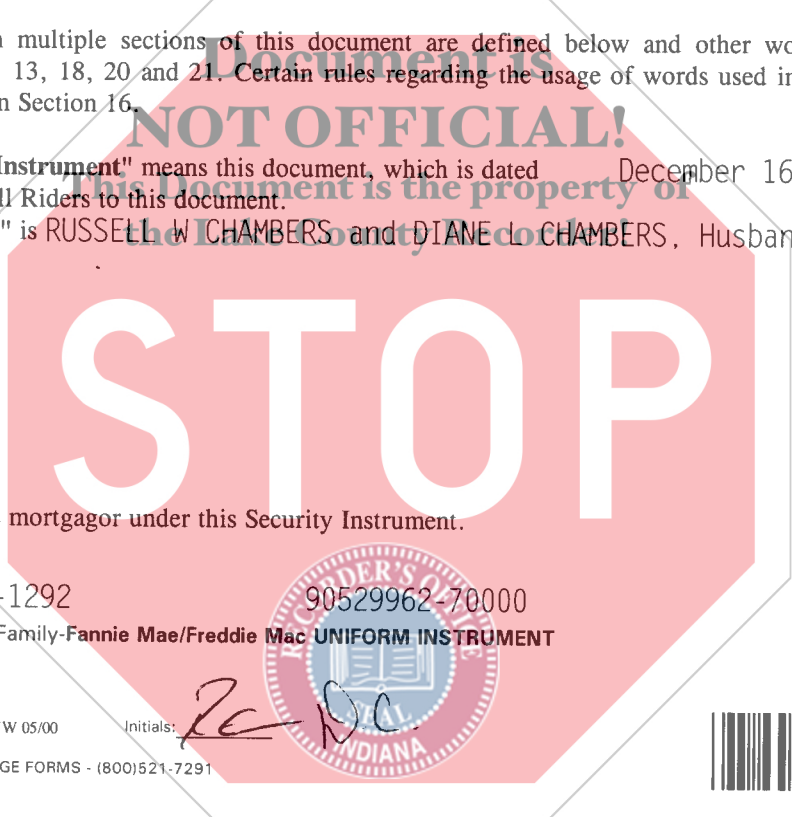 multiple sections of this document are defined below and other wo
Document is
13, 18, 20 and 21. Certain rules regarding the usage of words used in
n Section 16.
NOT OFFICIAL!
Instrument" means this document, which is dated December 16
This Document is the property of
ll Riders to this document.
" is RUSSELL W CHAMBERS and DIANE L CHAMBERS, Husban
the Lake County Recorder!
STOP
mortgagor under this Security Instrument.
-1292 90529962-70000
Family-Fannie Mae/Freddie Mac UNIFORM INSTRUMENT
RECORDER'S OFFICE
W 05/00 Initials: DC
SEAL
INDIANA
GE FORMS - (800)521-7291